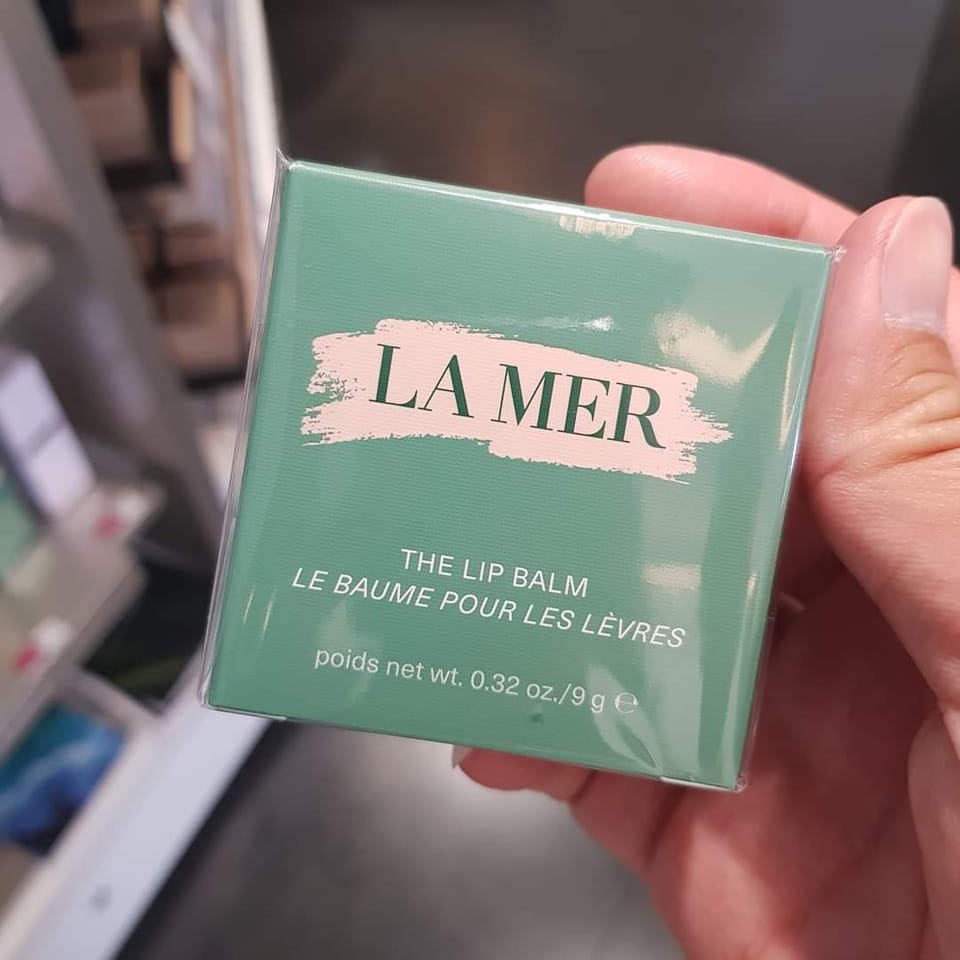 LA MER
THE LIP BALM
LE BAUME POUR LES LÈVRES
poids net wt. 0.32 oz./9 g ℮